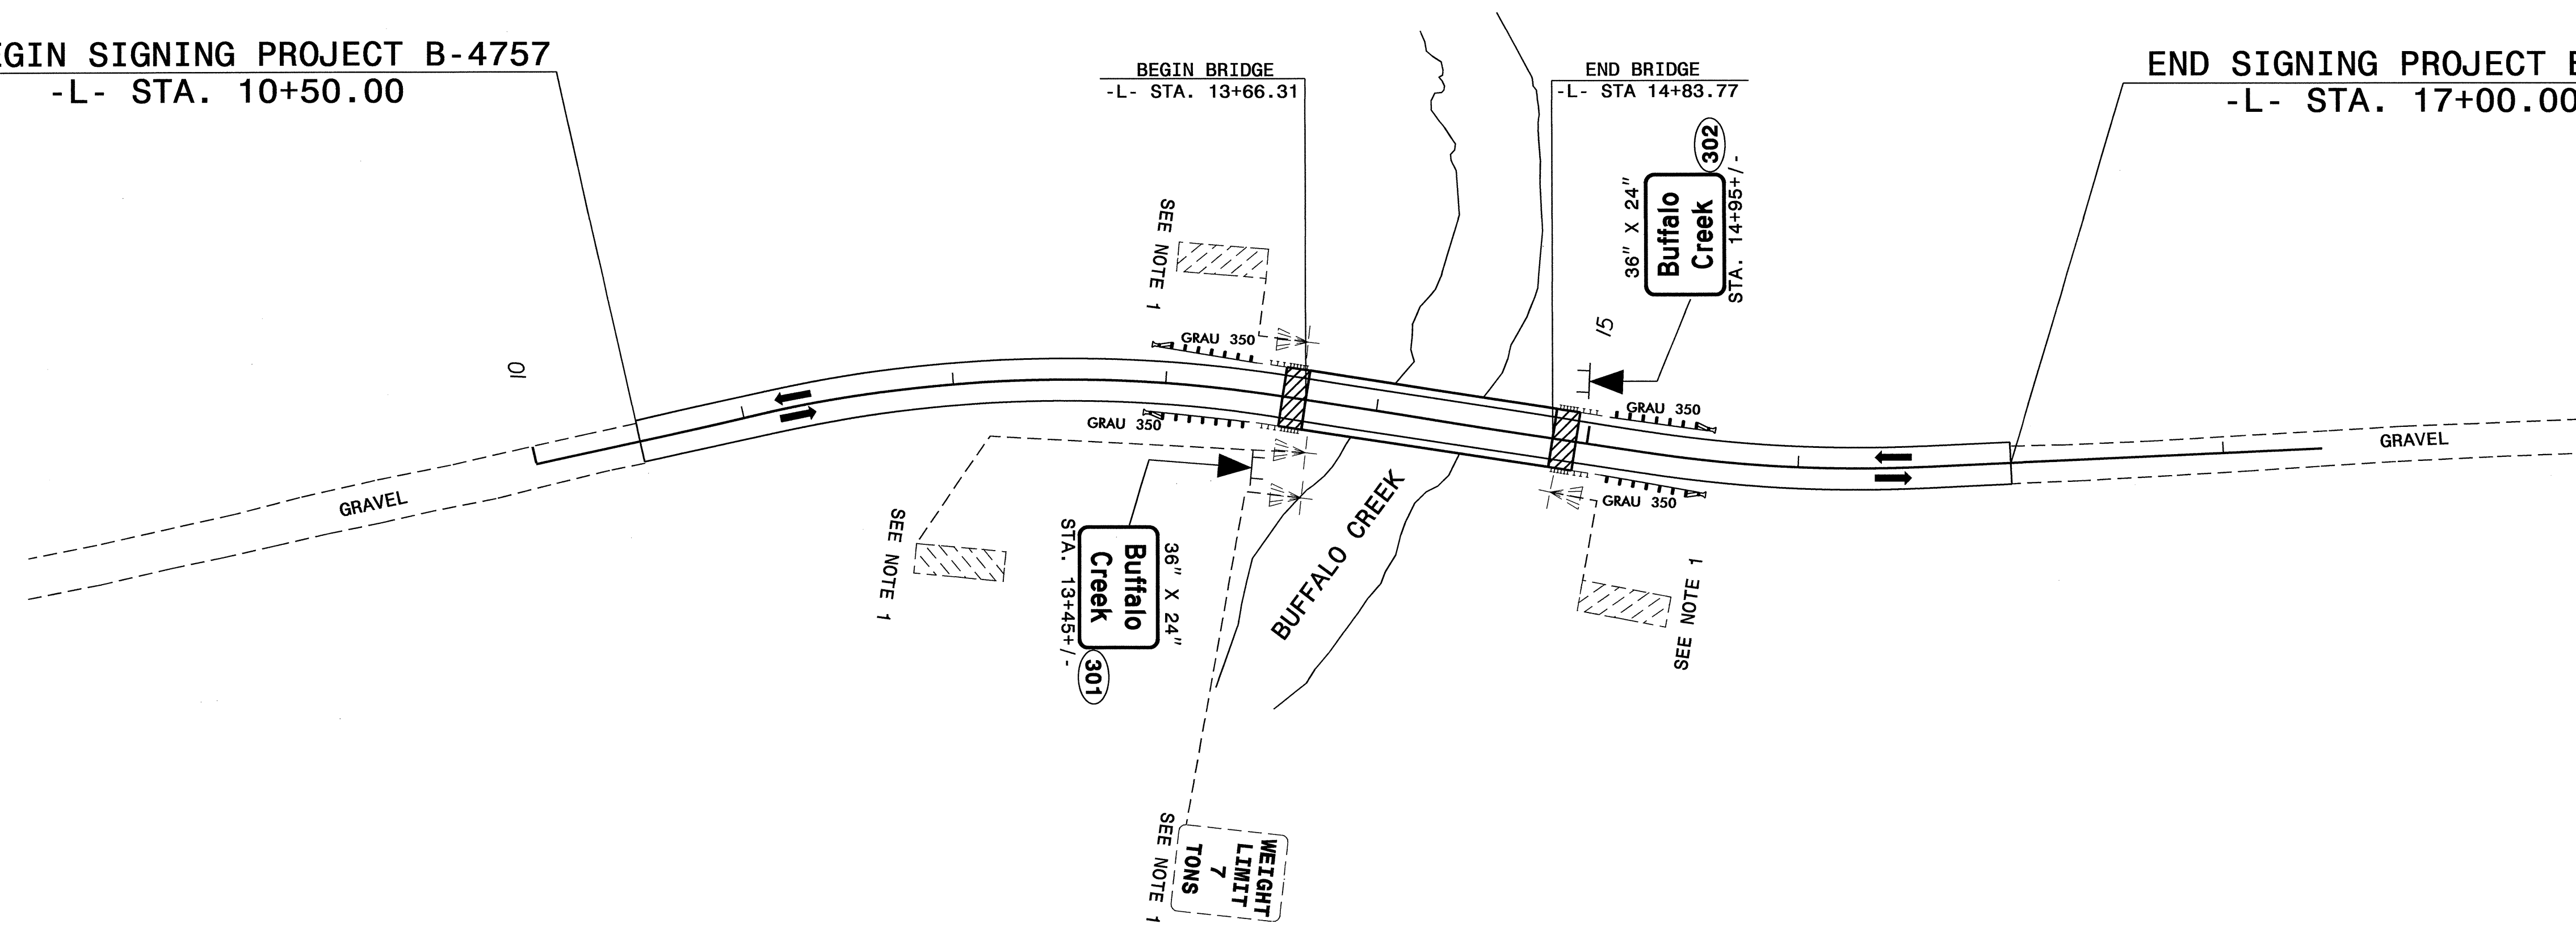 EGIN SIGNING PROJECT B-4757
-L- STA. 10+50.00
BEGIN BRIDGE
-L- STA. 13+66.31
END BRIDGE
-L- STA 14+83.77
END SIGNING PROJECT
-L- STA. 17+00.00
302
36" X 24"
Buffalo
Creek
STA. 14+95+/-
SEE NOTE 1
15
10
GRAU 350
GRAU 350
GRAU 350
GRAU 350
GRAVEL
GRAVEL
SEE NOTE 1
36" X 24"
Buffalo
Creek
STA. 13+45+/-
301
BUFFALO CREEK
SEE NOTE 1
WEIGHT
LIMIT
7
TONS
SEE NOTE 1